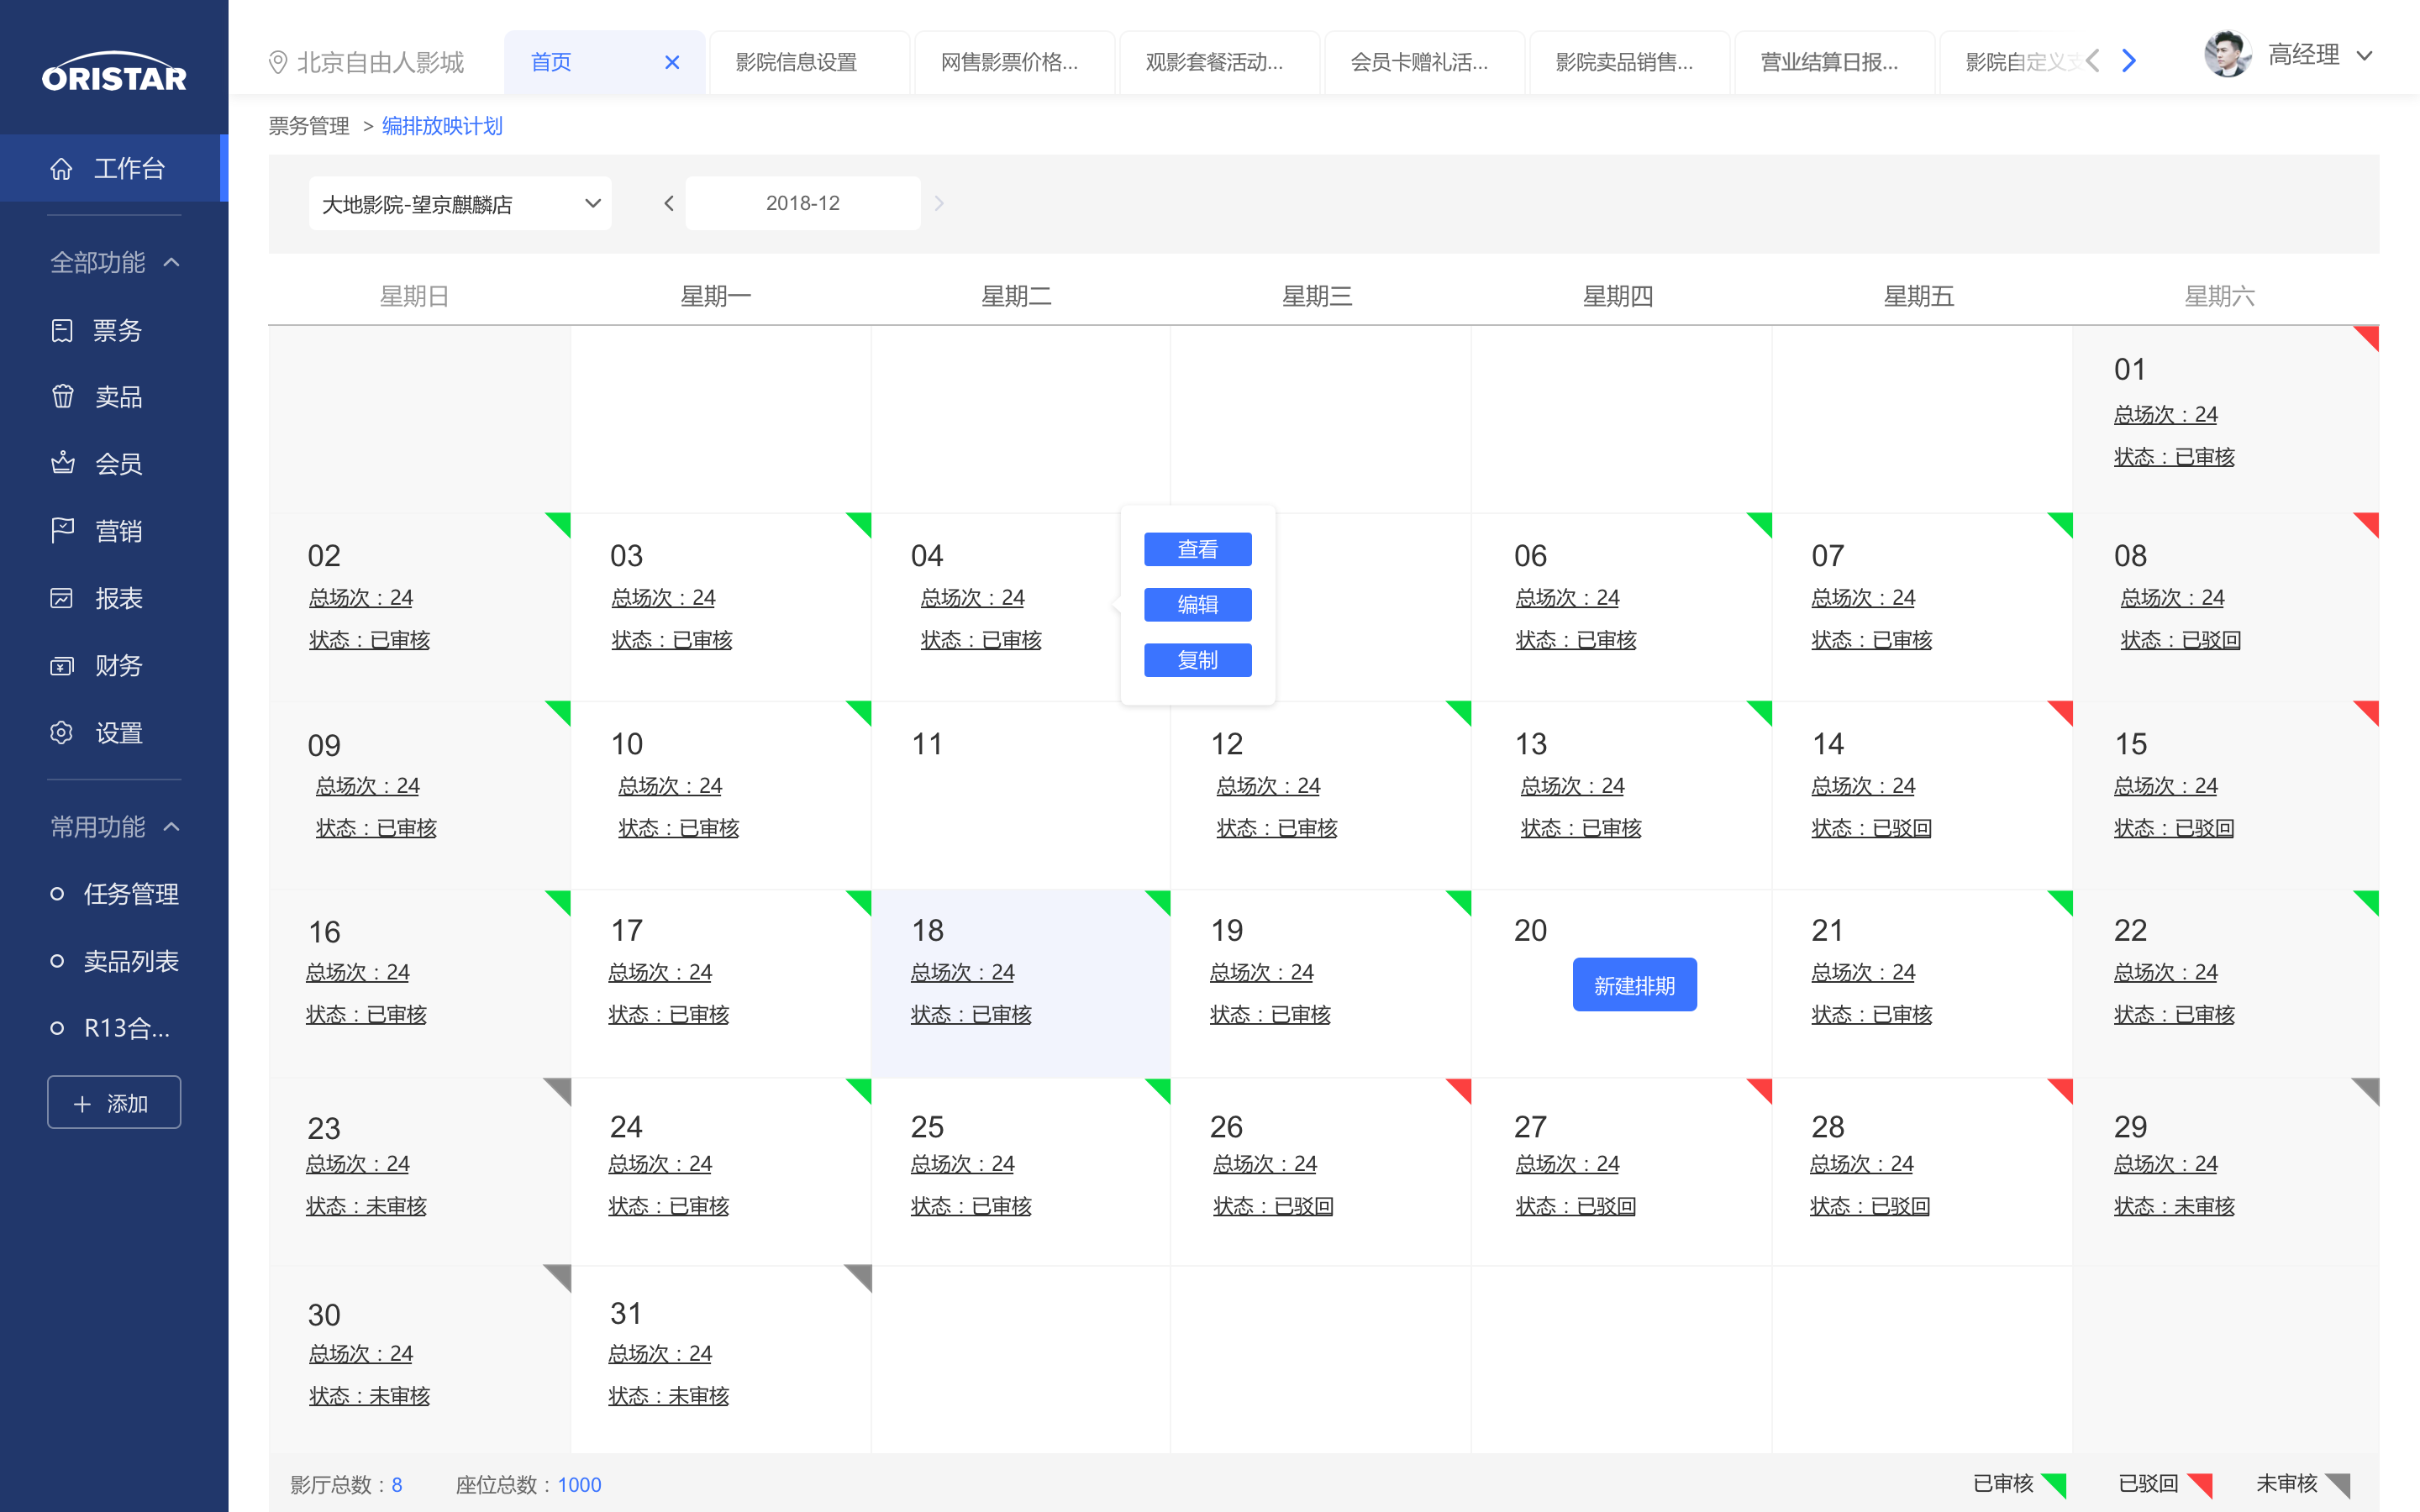 ORISTAR
北京自由人影城
首页
影院信息设置
网售影票价格...
观影套餐活动...
会员卡赠礼活...
影院卖品销售...
营业结算日报...
影院自定义支
高经理
工作台
全部功能
票务
卖品
会员
营销
报表
财务
设置
常用功能
任务管理
卖品列表
R13合...
添加
票务管理 > 编排放映计划
大地影院-望京麒麟店
2018-12
星期日 星期一 星期二 星期三 星期四 星期五 星期六
01
总场次：24
状态：已审核
02
总场次：24
状态：已审核
03
总场次：24
状态：已审核
04
总场次：24
状态：已审核
查看
编辑
复制
06
总场次：24
状态：已审核
07
总场次：24
状态：已审核
08
总场次：24
状态：已驳回
09
总场次：24
状态：已审核
10
总场次：24
状态：已审核
11
12
总场次：24
状态：已审核
13
总场次：24
状态：已审核
14
总场次：24
状态：已驳回
15
总场次：24
状态：已驳回
16
总场次：24
状态：已审核
17
总场次：24
状态：已审核
18
总场次：24
状态：已审核
19
总场次：24
状态：已审核
20
新建排期
21
总场次：24
状态：已审核
22
总场次：24
状态：已审核
23
总场次：24
状态：未审核
24
总场次：24
状态：已审核
25
总场次：24
状态：已审核
26
总场次：24
状态：已驳回
27
总场次：24
状态：已驳回
28
总场次：24
状态：已驳回
29
总场次：24
状态：未审核
30
总场次：24
状态：未审核
31
总场次：24
状态：未审核
影厅总数：8 座位总数：1000
已审核 已驳回 未审核